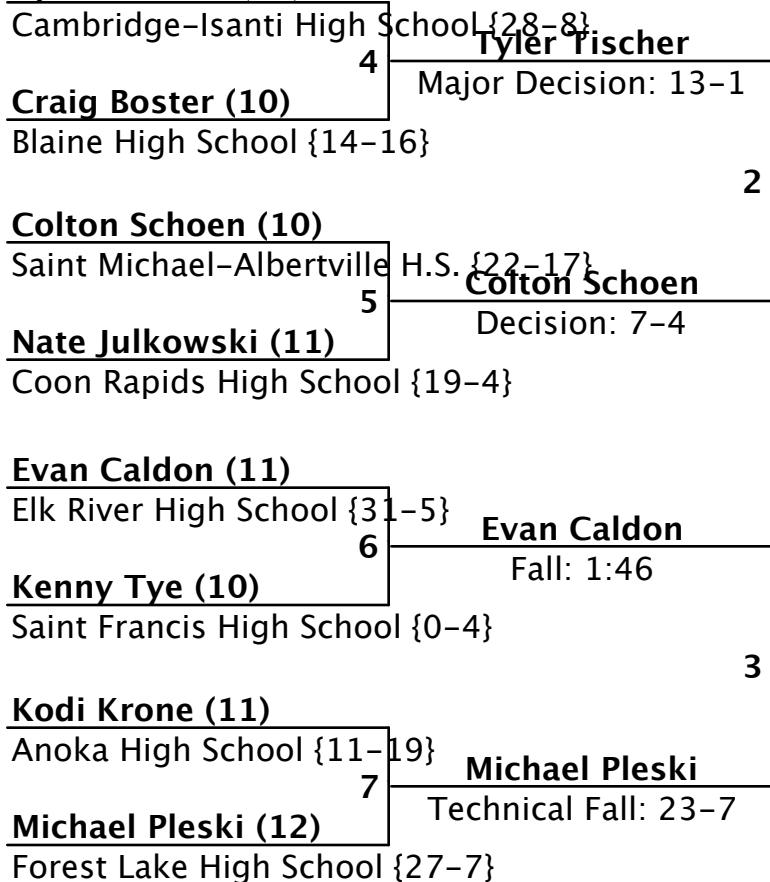 Cambridge-Isanti High School {28-8}
Tyler Tischer
4
Major Decision: 13-1
Craig Boster (10)
Blaine High School {14-16}
2
Colton Schoen (10)
Saint Michael-Albertville H.S. {22-17}
Colton Schoen
5
Decision: 7-4
Nate Julkowski (11)
Coon Rapids High School {19-4}
Evan Caldon (11)
Elk River High School {31-5}
Evan Caldon
6
Fall: 1:46
Kenny Tye (10)
Saint Francis High School {0-4}
3
Kodi Krone (11)
Anoka High School {11-19}
Michael Pleski
7
Technical Fall: 23-7
Michael Pleski (12)
Forest Lake High School {27-7}